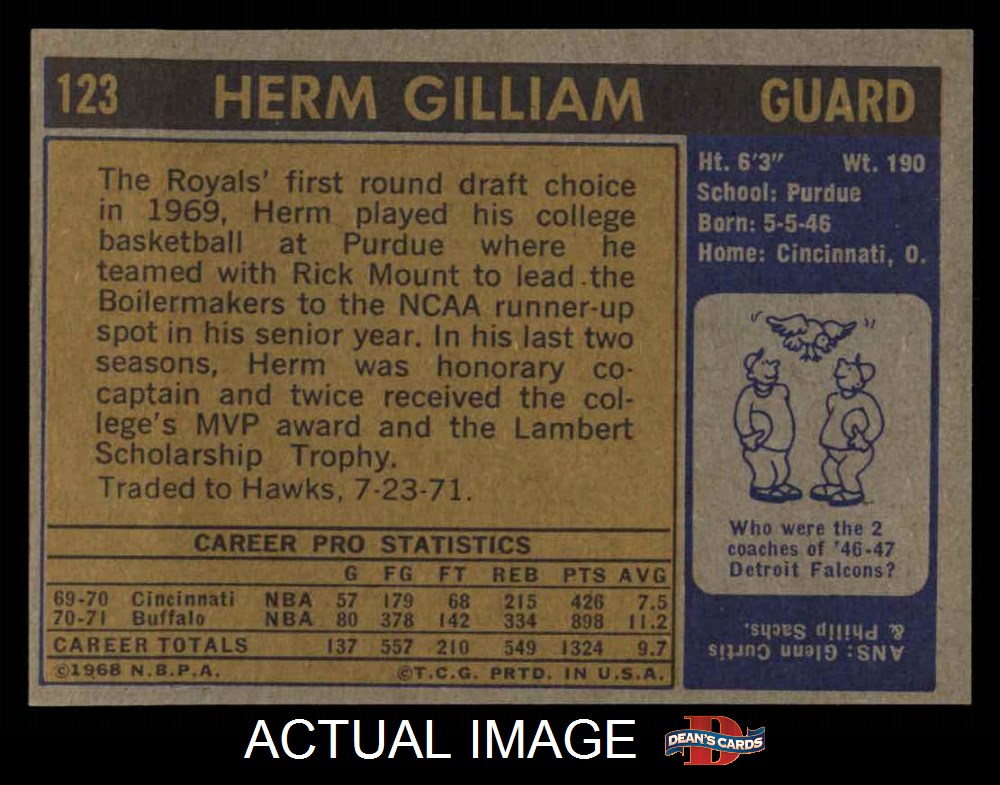 123 HERM GILLIAM GUARD
The Royals' first round draft choice
in 1969, Herm played his college
basketball at Purdue where he
teamed with Rick Mount to lead the
Boilermakers to the NCAA runner-up
spot in his senior year. In his last two
seasons, Herm was honorary co-
captain and twice received the col-
lege's MVP award and the Lambert
Scholarship Trophy.
Traded to Hawks, 7-23-71.
CAREER PRO STATISTICS
G FG FT REB PTS AVG
69-70 Cincinnati NBA 57 179 68 215 426 7.5
70-71 Buffalo NBA 80 378 142 334 898 11.2
CAREER TOTALS 137 557 210 549 1324 9.7
©1968 N.B.P.A. ©T.C.G. PRTD. IN U.S.A.
Ht. 6'3" Wt. 190
School: Purdue
Born: 5-5-46
Home: Cincinnati, O.
Who were the 2
coaches of '46-47
Detroit Falcons?
ANS: Glenn Curtis
& Philip Sachs.
ACTUAL IMAGE
DEAN'S CARDS